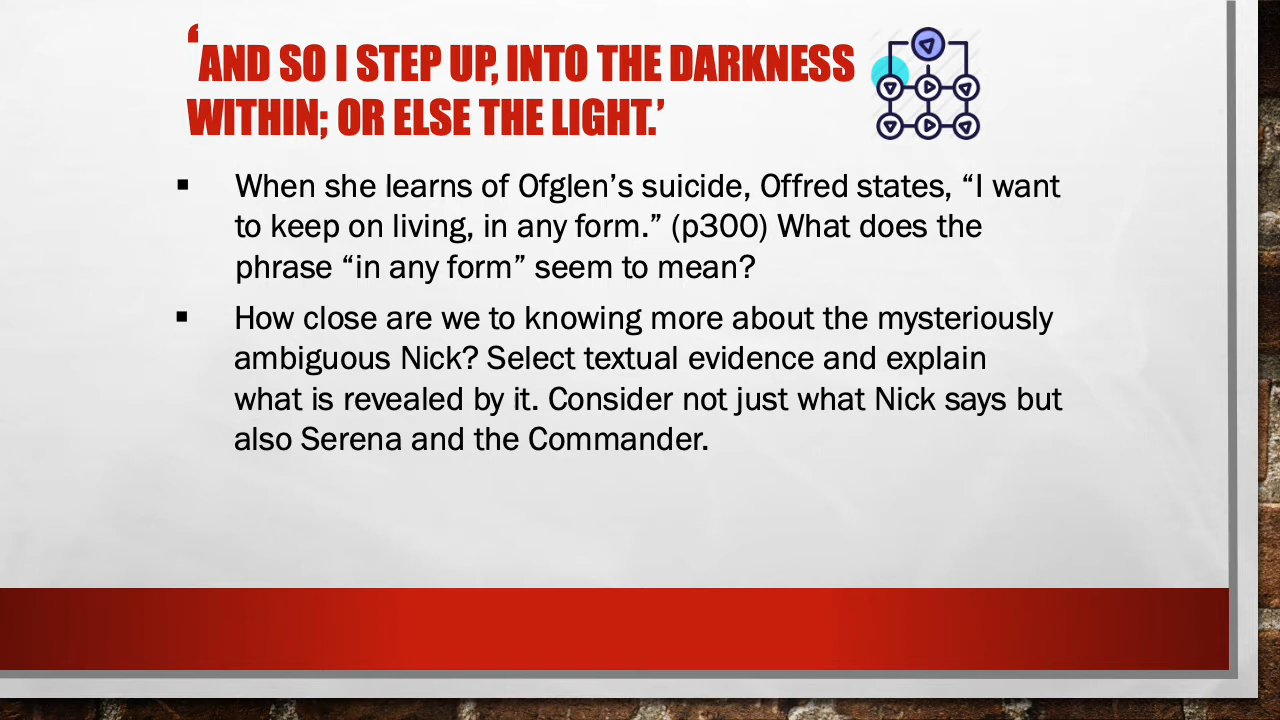 ‘AND SO I STEP UP, INTO THE DARKNESS
WITHIN; OR ELSE THE LIGHT.’
▪ When she learns of Ofglen’s suicide, Offred states, “I want
to keep on living, in any form.” (p300) What does the
phrase “in any form” seem to mean?
▪ How close are we to knowing more about the mysteriously
ambiguous Nick? Select textual evidence and explain
what is revealed by it. Consider not just what Nick says but
also Serena and the Commander.